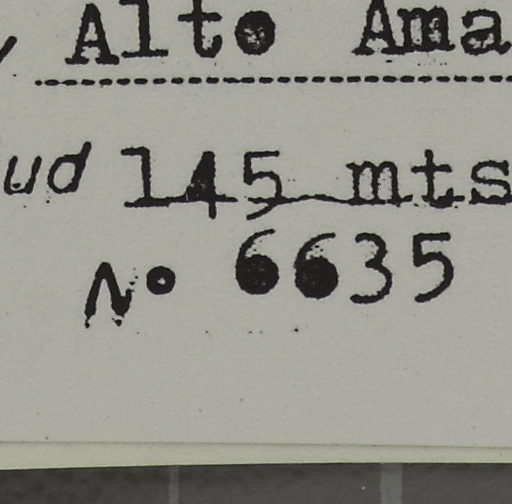 , Alto Ama
ud 145 mts
Nº 6635